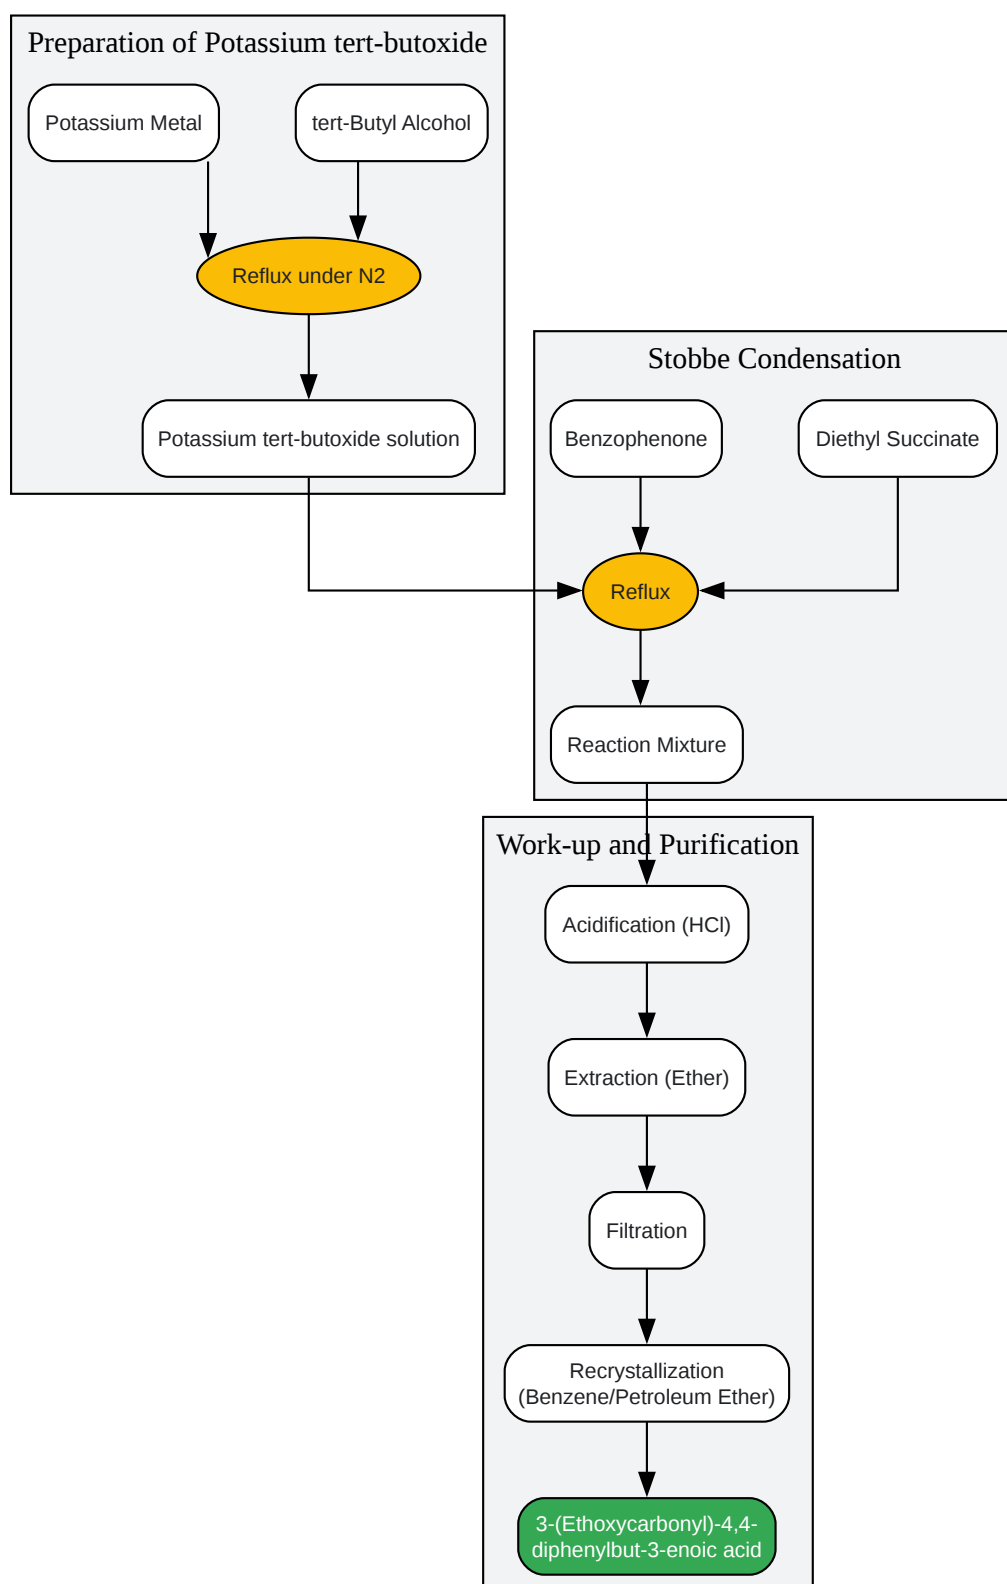 Preparation of Potassium tert-butoxide
Potassium Metal
tert-Butyl Alcohol
Reflux under N2
Potassium tert-butoxide solution
Stobbe Condensation
Benzophenone
Diethyl Succinate
Reflux
Reaction Mixture
Work-up and Purification
Acidification (HCl)
Extraction (Ether)
Filtration
Recrystallization
(Benzene/Petroleum Ether)
3-(Ethoxycarbonyl)-4,4-
diphenylbut-3-enoic acid